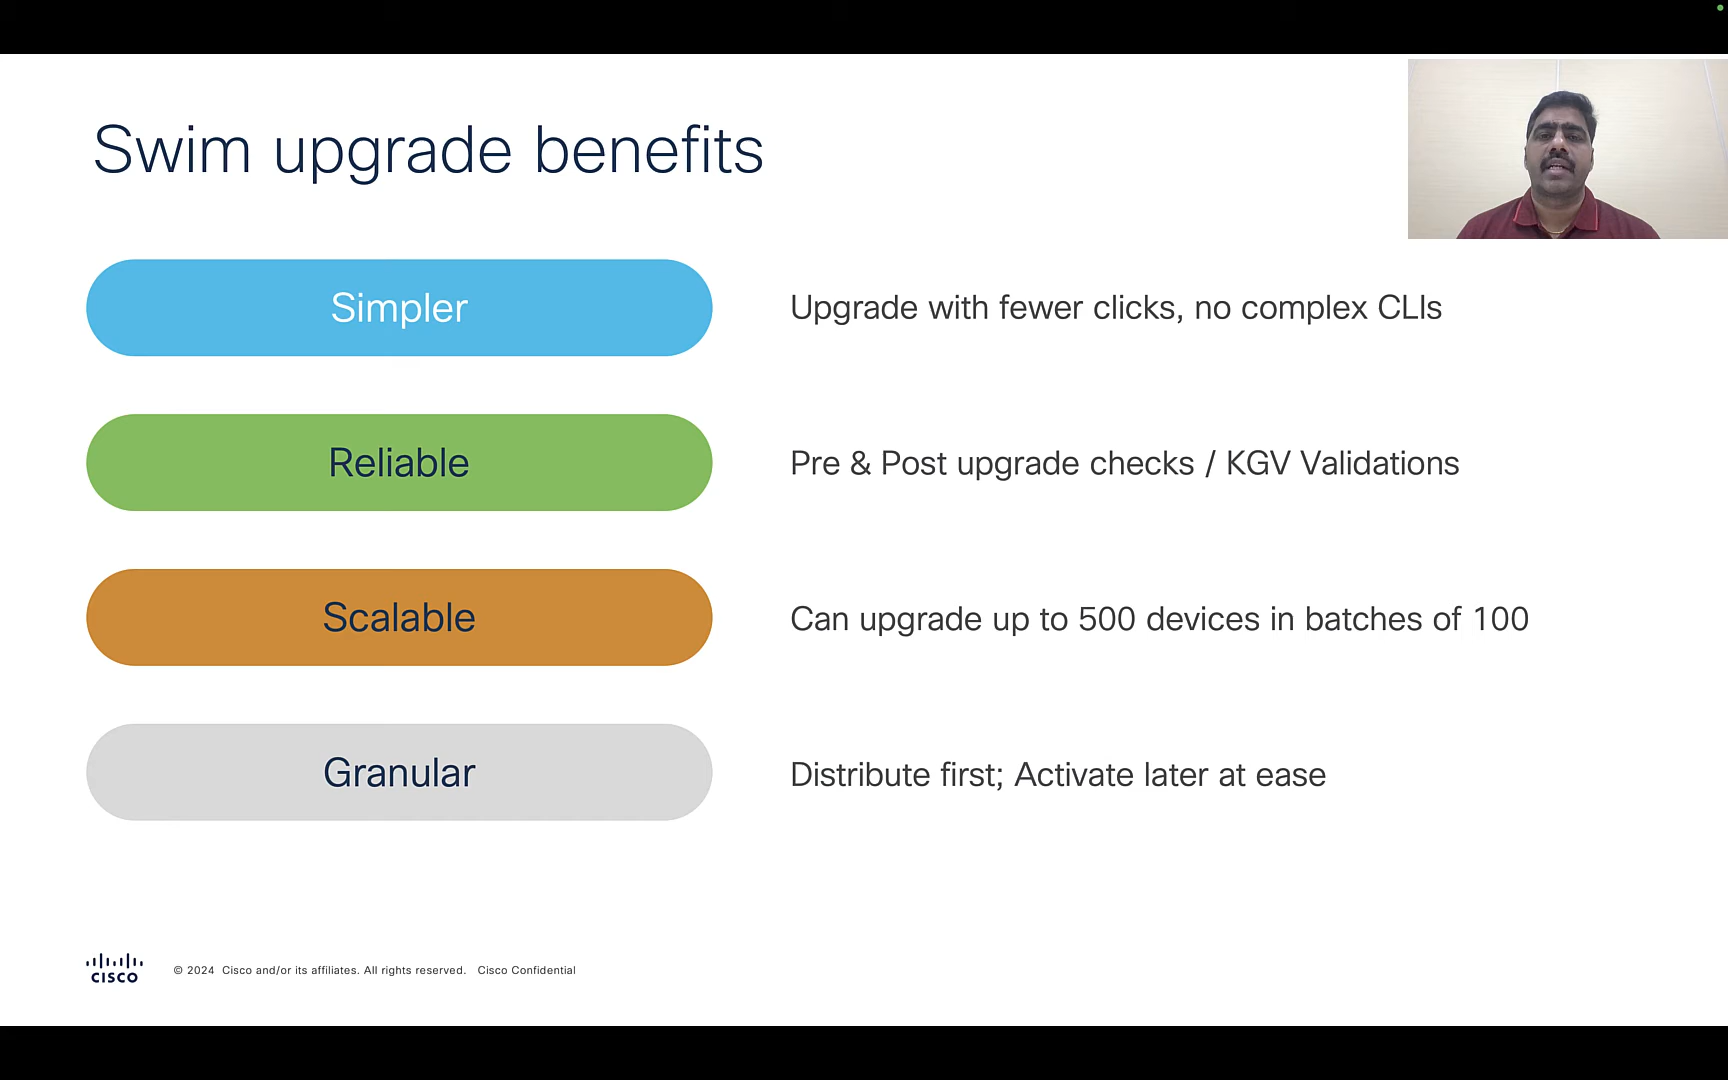 Swim upgrade benefits
Simpler
Upgrade with fewer clicks, no complex CLIs
Reliable
Pre & Post upgrade checks / KGV Validations
Scalable
Can upgrade up to 500 devices in batches of 100
Granular
Distribute first; Activate later at ease
CISCO
© 2024 Cisco and/or its affiliates. All rights reserved. Cisco Confidential